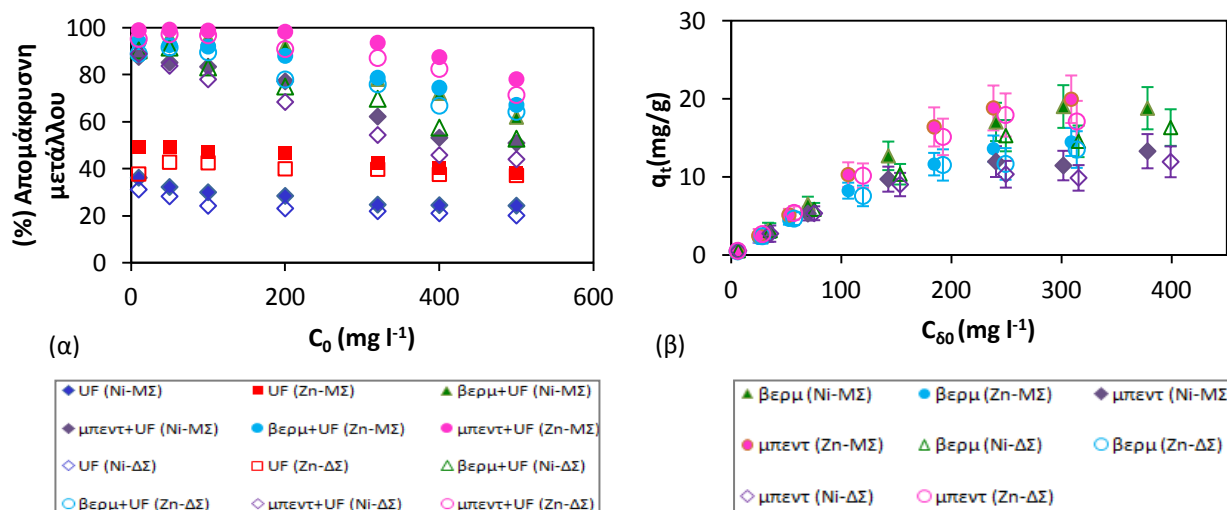 (%) Απομάκρυσνη
μετάλλου
100
80
60
40
20
0
0 200 400 600
C0 (mg l-1)
(α)
UF (Ni-ΜΣ) UF (Zn-ΜΣ) βερμ+UF (Ni-ΜΣ)
μπεντ+UF (Ni-ΜΣ) βερμ+UF (Zn-ΜΣ) μπεντ+UF (Zn-ΜΣ)
UF (Ni-ΔΣ) UF (Zn-ΔΣ) βερμ+UF (Ni-ΔΣ)
βερμ+UF (Zn-ΔΣ) μπεντ+UF (Ni-ΔΣ) μπεντ+UF (Zn-ΔΣ)
qt(mg/g)
30
20
10
0
0 100 200 300 400
Cδ0 (mg l-1)
(β)
βερμ (Ni-ΜΣ) βερμ (Zn-ΜΣ) μπεντ (Ni-ΜΣ)
μπεντ (Zn-ΜΣ) βερμ (Ni-ΔΣ) βερμ (Zn-ΔΣ)
μπεντ (Ni-ΔΣ) μπεντ (Zn-ΔΣ)